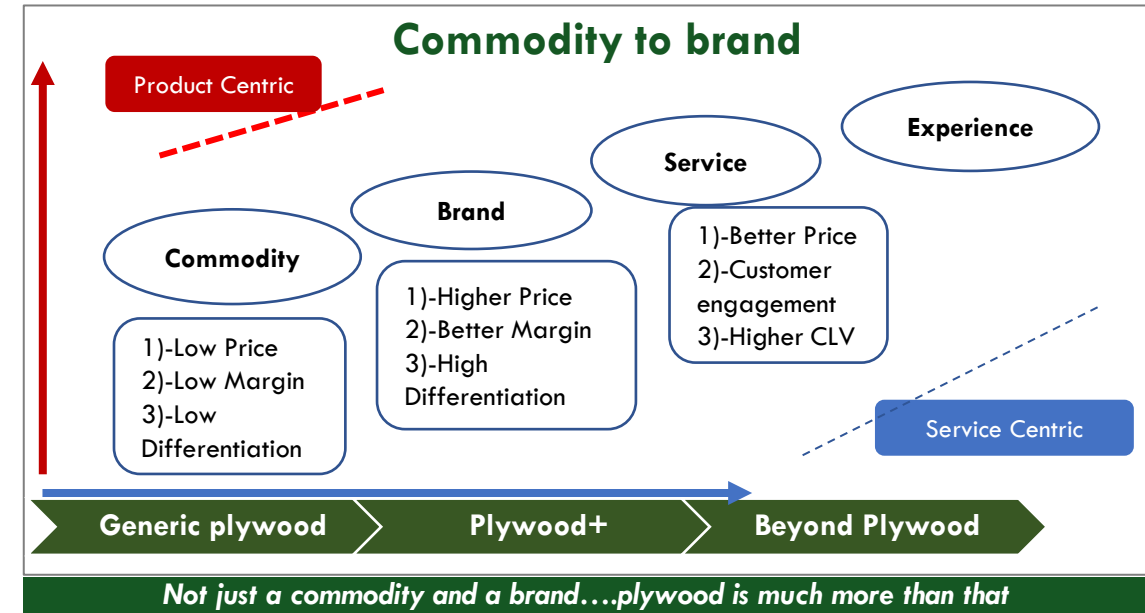 Commodity to brand
Product Centric
Experience
Service
Brand
Commodity
1)-Better Price
2)-Customer
engagement
3)-Higher CLV
1)-Higher Price
2)-Better Margin
3)-High
Differentiation
1)-Low Price
2)-Low Margin
3)-Low
Differentiation
Service Centric
Generic plywood
Plywood+
Beyond Plywood
Not just a commodity and a brand....plywood is much more than that